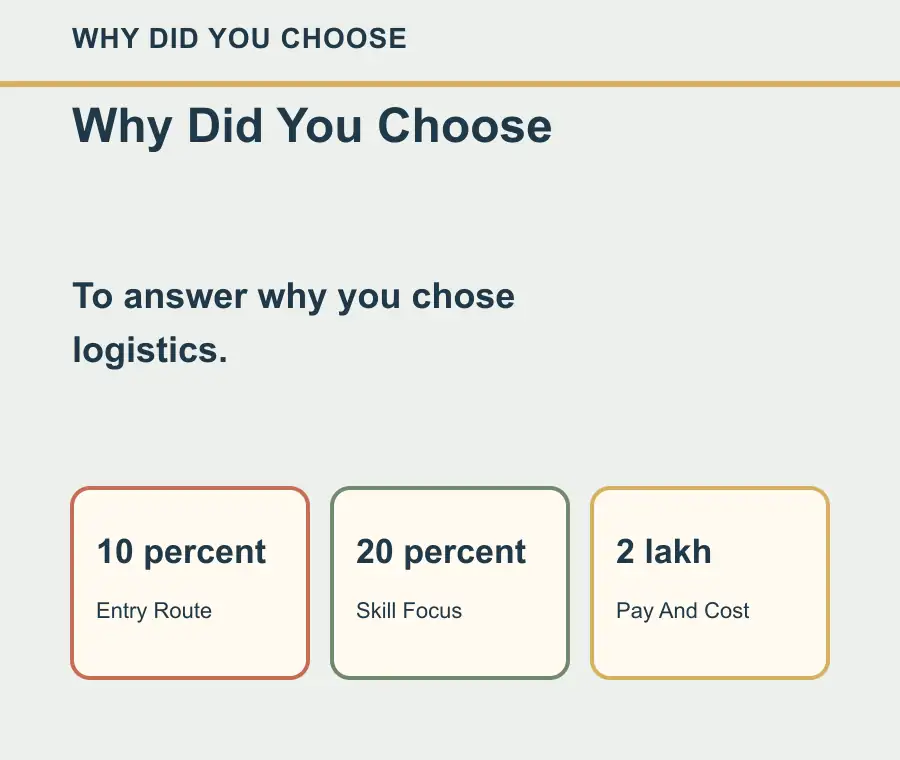 WHY DID YOU CHOOSE
Why Did You Choose
To answer why you chose
logistics.
10 percent
Entry Route
20 percent
Skill Focus
2 lakh
Pay And Cost